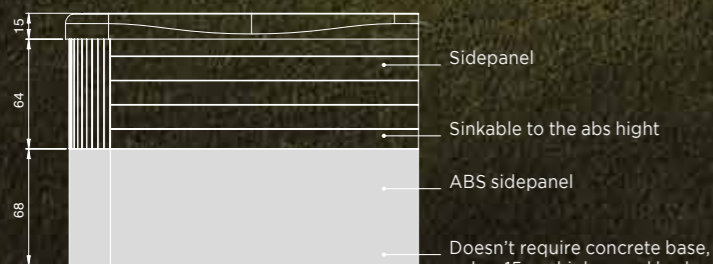 15
Sidepanel
64
Sinkable to the abs hight
ABS sidepanel
68
Doesn't require concrete base,